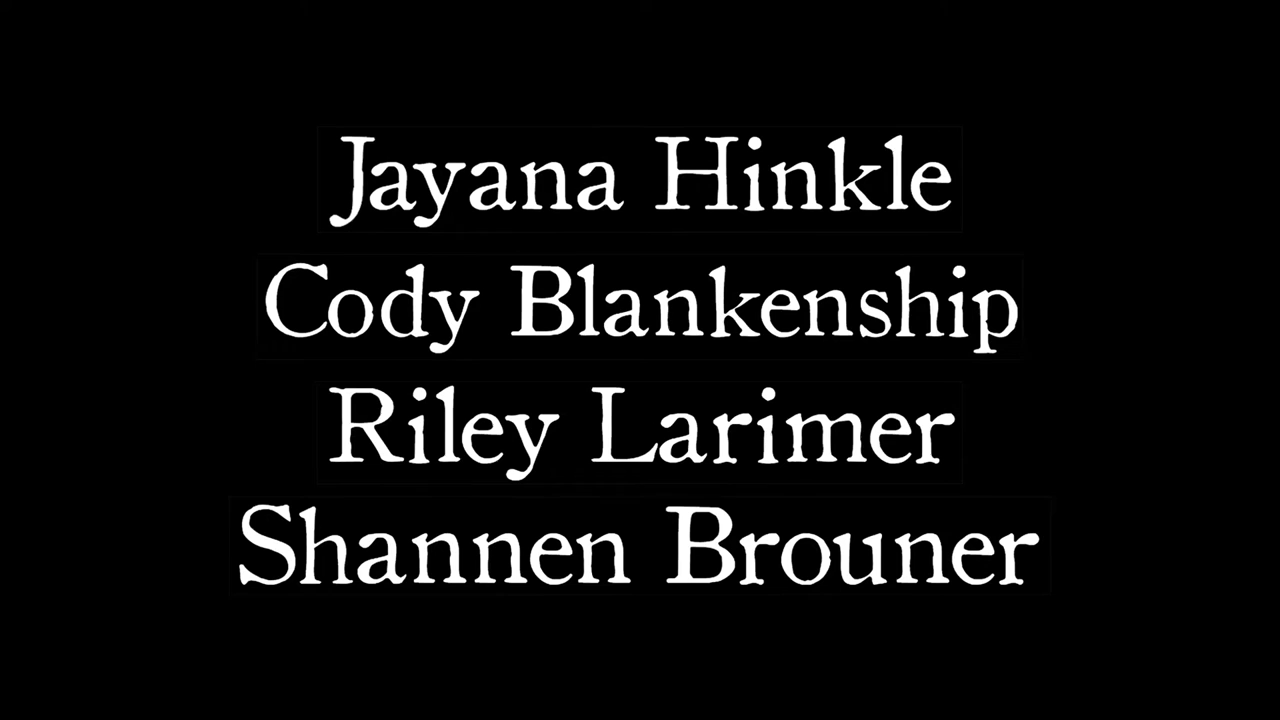 Jayana Hinkle
Cody Blankenship
Riley Larimer
Shannen Brouner